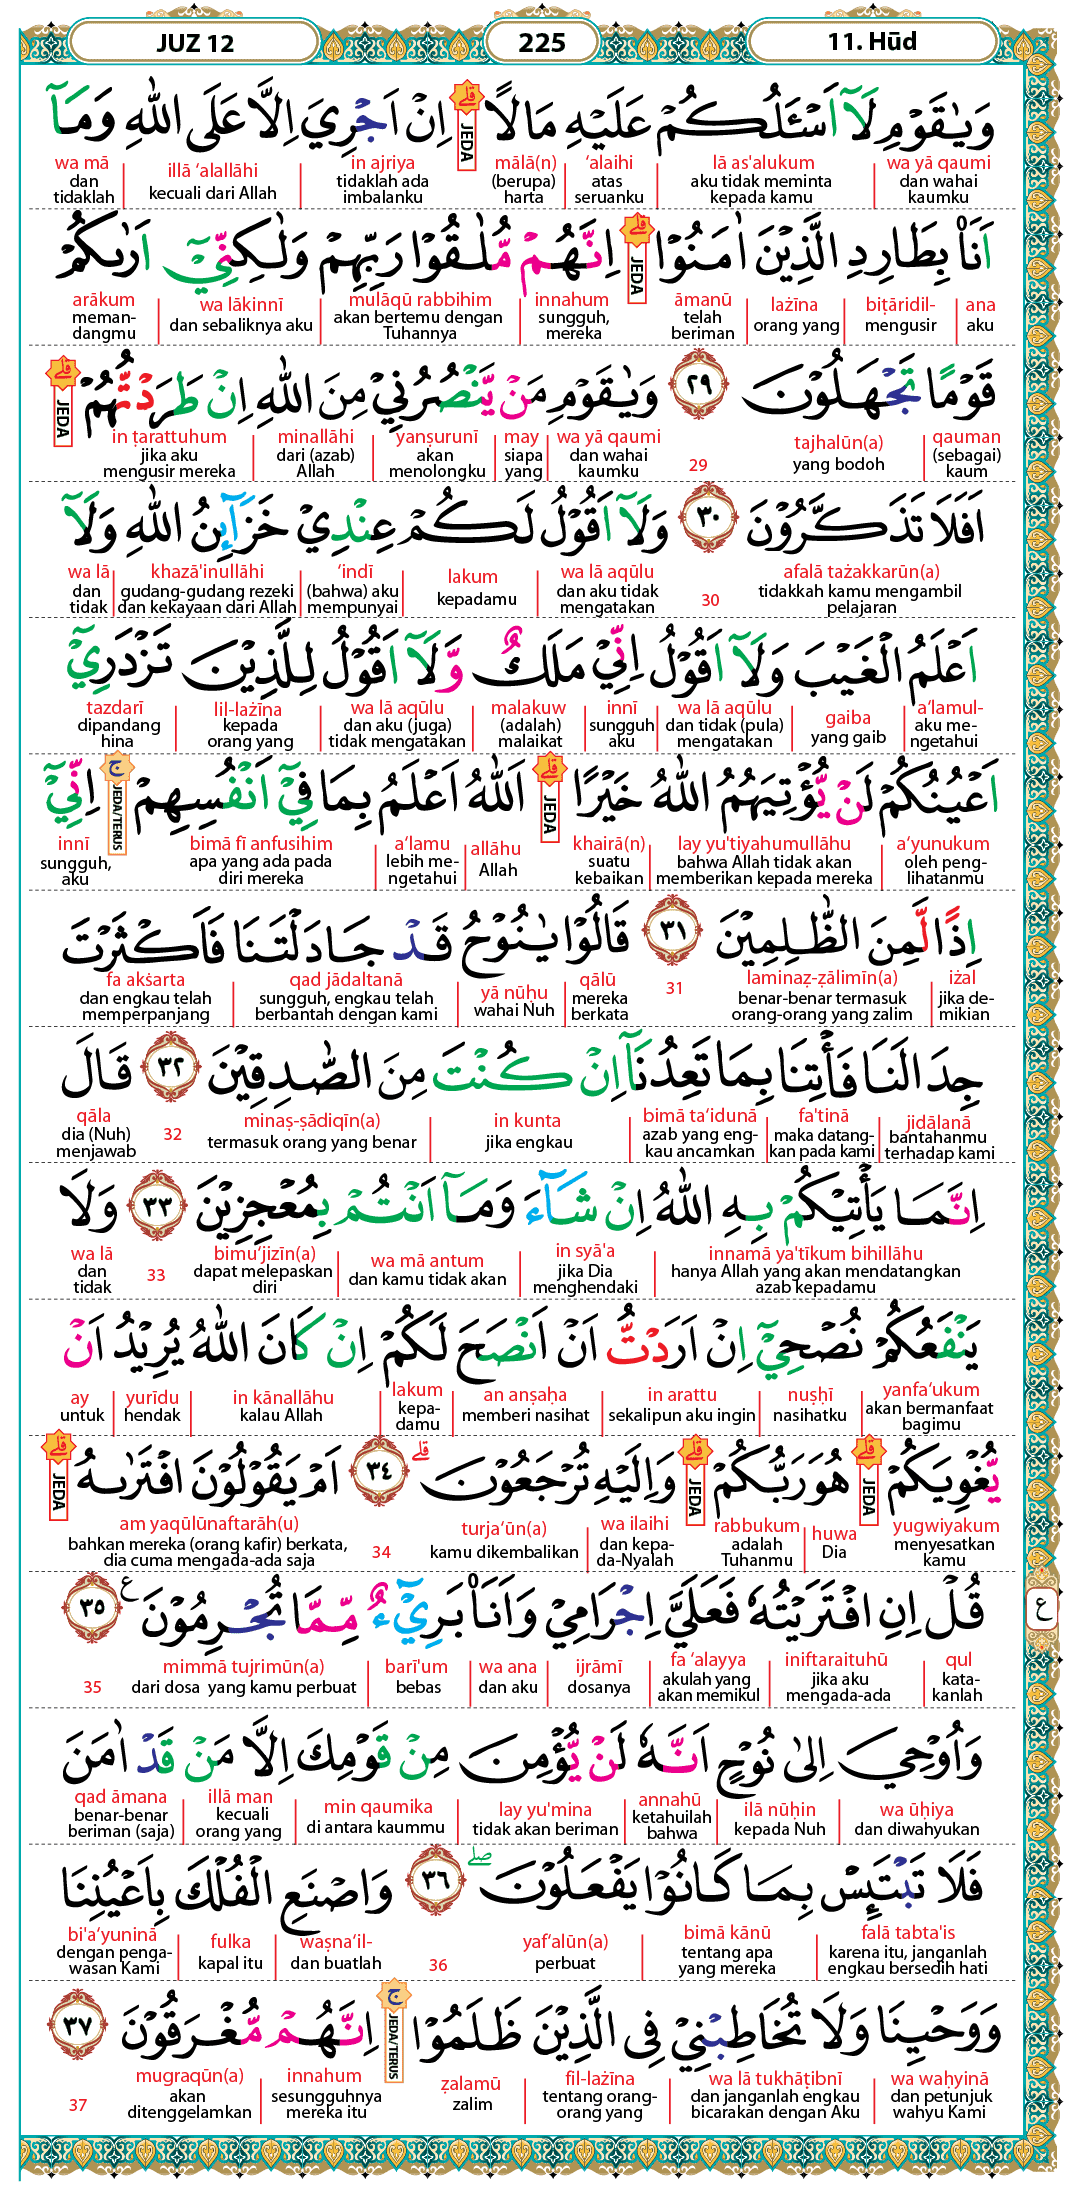 JUZ 12
225
11. Hūd
وَيٰقَوْمِ لَآ اَسْـَٔلُكُمْ عَلَيْهِ مَالًا ۗ اِنْ اَجْرِيَ اِلَّا عَلَى اللّٰهِ وَمَآ
JEDA
wa yā qaumi lā as'alukum ‘alaihi mālā(n) in ajriya illā ‘alallāhi wa mā
dan wahai kaumku aku tidak meminta kepada kamu atas seruanku (berupa) harta tidaklah ada imbalanku kecuali dari Allah dan tidaklah
اَنَا۠ بِطَارِدِ الَّذِيْنَ اٰمَنُوْا ۗ اِنَّهُمْ مُّلٰقُوْا رَبِّهِمْ وَلٰكِنِّيْٓ اَرٰىكُمْ
JEDA
ana biṭāridil- lażīna āmanū innahum mulāqū rabbihim wa lākinnī arākum
aku mengusir orang yang telah beriman sungguh, mereka akan bertemu dengan Tuhannya dan sebaliknya aku meman- dangmu
قَوْمًا تَجْهَلُوْنَ ٢٩ وَيٰقَوْمِ مَنْ يَّنْصُرُنِيْ مِنَ اللّٰهِ اِنْ طَرَدْتُّهُمْ ۗ
JEDA
qauman tajhalūn(a) 29 wa yā qaumi may yanṣurunī minallāhi in ṭarattuhum
(sebagai) kaum yang bodoh dan wahai kaumku siapa yang akan menolongku dari (azab) Allah jika aku mengusir mereka
اَفَلَا تَذَكَّرُوْنَ ٣٠ وَلَآ اَقُوْلُ لَكُمْ عِنْدِيْ خَزَاۤىِٕنُ اللّٰهِ وَلَآ
afalā tażakkarūn(a) 30 wa lā aqūlu lakum ‘indī khazā'inullāhi wa lā
tidakkah kamu mengambil pelajaran dan aku tidak mengatakan kepadamu (bahwa) aku mempunyai gudang-gudang rezeki dan kekayaan dari Allah dan tidak
اَعْلَمُ الْغَيْبَ وَلَآ اَقُوْلُ اِنِّيْ مَلَكٌ وَّلَآ اَقُوْلُ لِلَّذِيْنَ تَزْدَرِيْٓ
a‘lamul- gaiba wa lā aqūlu innī malakuw wa lā aqūlu lil-lażīna tazdarī
aku me- ngetahui yang gaib dan tidak (pula) mengatakan sungguh aku (adalah) malaikat dan aku (juga) tidak mengatakan kepada orang yang dipandang hina
اَعْيُنُكُمْ لَنْ يُّؤْتِيَهُمُ اللّٰهُ خَيْرًا ۗ اَللّٰهُ اَعْلَمُ بِمَا فِيْٓ اَنْفُسِهِمْ ۚ اِنِّيْٓ
JEDA JEDA/TERUS
a‘yunukum lay yu'tiyahumullāhu khairā(n) allāhu a‘lamu bimā fī anfusihim innī
oleh peng- lihatanmu bahwa Allah tidak akan memberikan kepada mereka suatu kebaikan Allah lebih me- ngetahui apa yang ada pada diri mereka sungguh, aku
اِذًا لَّمِنَ الظّٰلِمِيْنَ ٣١ قَالُوْا يٰنُوْحُ قَدْ جَادَلْتَنَا فَاَكْثَرْتَ
iżal laminaẓ-ẓālimīn(a) 31 qālū yā nūhu qad jādaltanā fa akśarta
jika de- mikian benar-benar termasuk orang-orang yang zalim mereka berkata wahai Nuh sungguh, engkau telah berbantah dengan kami dan engkau telah memperpanjang
جِدَالَنَا فَأْتِنَا بِمَا تَعِدُنَآ اِنْ كُنْتَ مِنَ الصّٰدِقِيْنَ ٣٢ قَالَ
jidālanā fa'tinā bimā ta‘idunā in kunta minaṣ-ṣādiqīn(a) 32 qāla
bantahanmu terhadap kami maka datang- kan pada kami azab yang eng- kau ancamkan jika engkau termasuk orang yang benar dia (Nuh) menjawab
اِنَّمَا يَأْتِيْكُمْ بِهِ اللّٰهُ اِنْ شَاۤءَ وَمَآ اَنْتُمْ بِمُعْجِزِيْنَ ٣٣ وَلَا
innamā ya'tīkum bihillāhu in syā'a wa mā antum bimu‘jizīn(a) 33 wa lā
hanya Allah yang akan mendatangkan azab kepadamu jika Dia menghendaki dan kamu tidak akan dapat melepaskan diri dan tidak
يَنْفَعُكُمْ نُصْحِيْٓ اِنْ اَرَدْتُّ اَنْ اَنْصَحَ لَكُمْ اِنْ كَانَ اللّٰهُ يُرِيْدُ اَنْ
yanfa‘ukum nuṣḥī in arattu an anṣaḥa lakum in kānallāhu yurīdu ay
akan bermanfaat bagimu nasihatku sekalipun aku ingin memberi nasihat kepa- damu kalau Allah hendak untuk
يُّغْوِيَكُمْ ۗ هُوَ رَبُّكُمْ ۗ وَاِلَيْهِ تُرْجَعُوْنَ ۗ ٣٤ اَمْ يَقُوْلُوْنَ افْتَرٰىهُ ۗ
JEDA JEDA JEDA
yugwiyakum huwa rabbukum wa ilaihi turja‘ūn(a) 34 am yaqūlūnaftarāh(u)
menyesatkan kamu Dia adalah Tuhanmu dan kepa- da-Nyalah kamu dikembalikan bahkan mereka (orang kafir) berkata, dia cuma mengada-ada saja
قُلْ اِنِ افْتَرَيْتُهٗ فَعَلَيَّ اِجْرَامِيْ وَاَنَا۠ بَرِيْۤءٌ مِّمَّا تُجْرِمُوْنَ ࣖ ٣٥
ع
qul iniftaraituhū fa ‘alayya ijrāmī wa ana barī'um mimmā tujrimūn(a) 35
kata- kanlah jika aku mengada-ada akulah yang akan memikul dosanya dan aku bebas dari dosa yang kamu perbuat
وَاُوْحِيَ اِلٰى نُوْحٍ اَنَّهٗ لَنْ يُّؤْمِنَ مِنْ قَوْمِكَ اِلَّا مَنْ قَدْ اٰمَنَ
wa ūḥiya ilā nūḥin annahū lay yu'mina min qaumika illā man qad āmana
dan diwahyukan kepada Nuh ketahuilah bahwa tidak akan beriman di antara kaummu kecuali orang yang benar-benar beriman (saja)
فَلَا تَبْتَىِٕسْ بِمَا كَانُوْا يَفْعَلُوْنَ ۖ ٣٦ وَاصْنَعِ الْفُلْكَ بِاَعْيُنِنَا
falā tabta'is bimā kānū yaf‘alūn(a) 36 waṣna‘il- fulka bi'a‘yuninā
karena itu, janganlah engkau bersedih hati tentang apa yang mereka perbuat dan buatlah kapal itu dengan penga- wasan Kami
وَوَحْيِنَا وَلَا تُخَاطِبْنِيْ فِى الَّذِيْنَ ظَلَمُوْا ۚ اِنَّهُمْ مُّغْرَقُوْنَ ٣٧
JEDA/TERUS
wa waḥyinā wa lā tukhāṭibnī fil-lażīna ẓalamū innahum mugraqūn(a) 37
dan petunjuk wahyu Kami dan janganlah engkau bicarakan dengan Aku tentang orang- orang yang zalim sesungguhnya mereka itu akan ditenggelamkan